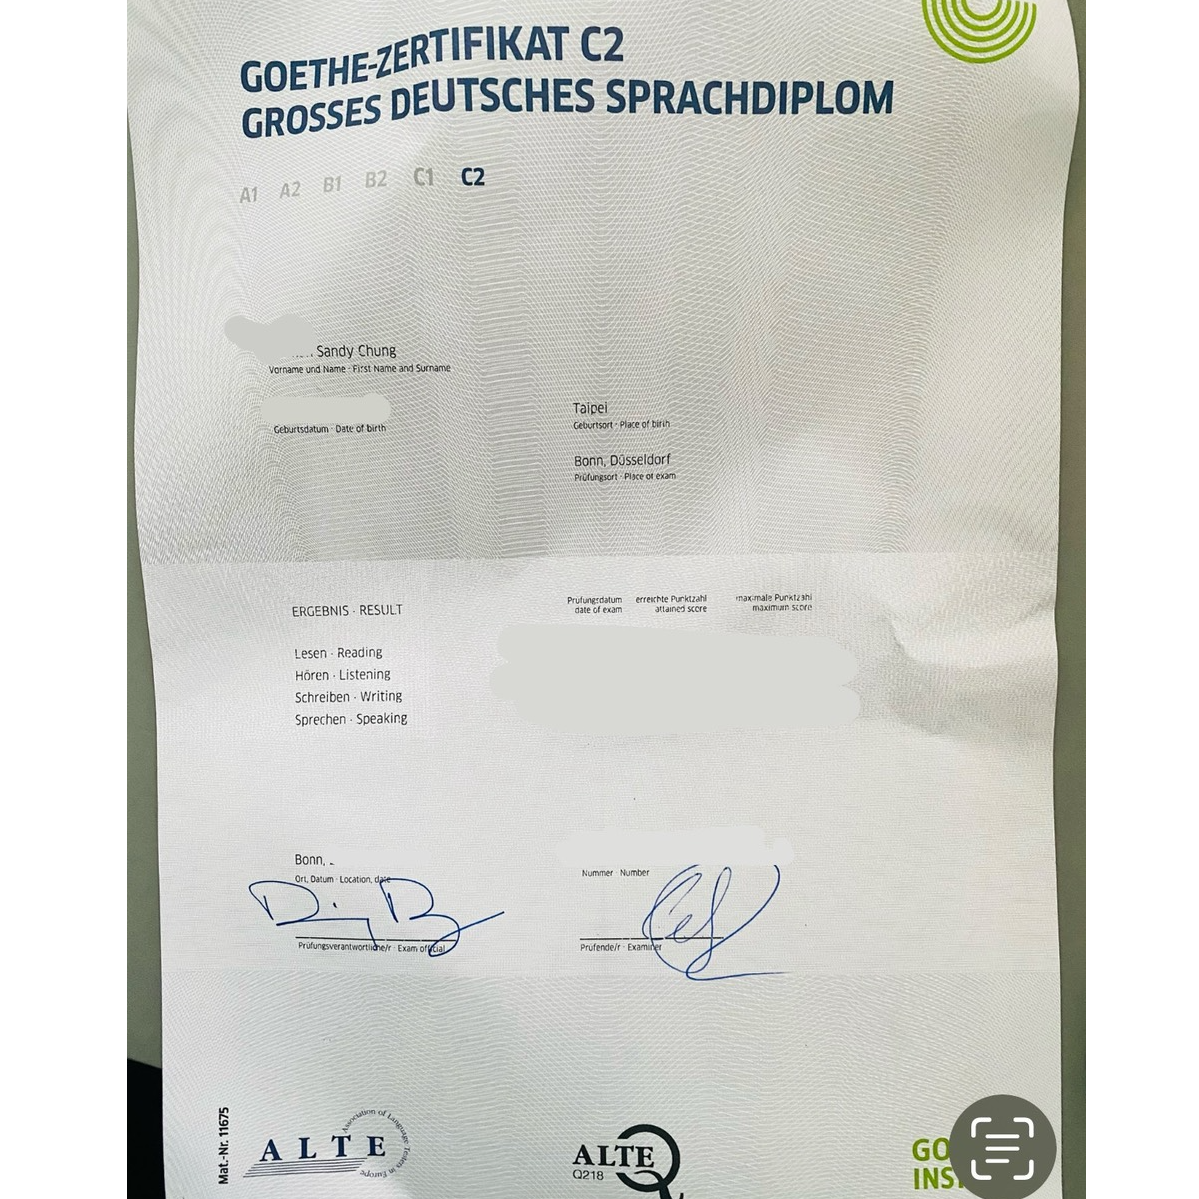 GOETHE-ZERTIFIKAT C2
GROSSES DEUTSCHES SPRACHDIPLOM
A1 A2 B1 B2 C1 C2
Sandy Chung
Vorname und Name · First Name and Surname
Geburtsdatum · Date of birth
Taipei
Geburtsort · Place of birth
Bonn, Düsseldorf
Prüfungsort · Place of exam
ERGEBNIS · RESULT
Prüfungsdatum erreichte Punktzahl maximale Punktzahl
date of exam attained score maximum score
Lesen · Reading
Hören · Listening
Schreiben · Writing
Sprechen · Speaking
Bonn,
Ort, Datum · Location, date
Nummer · Number
Prüfungsverantwortliche/r · Exam official
Prüfende/r · Examiner
Mat.-Nr. 11675
ALTE
Association of Language Testers in Europe
ALTE
Q218
GO
INS